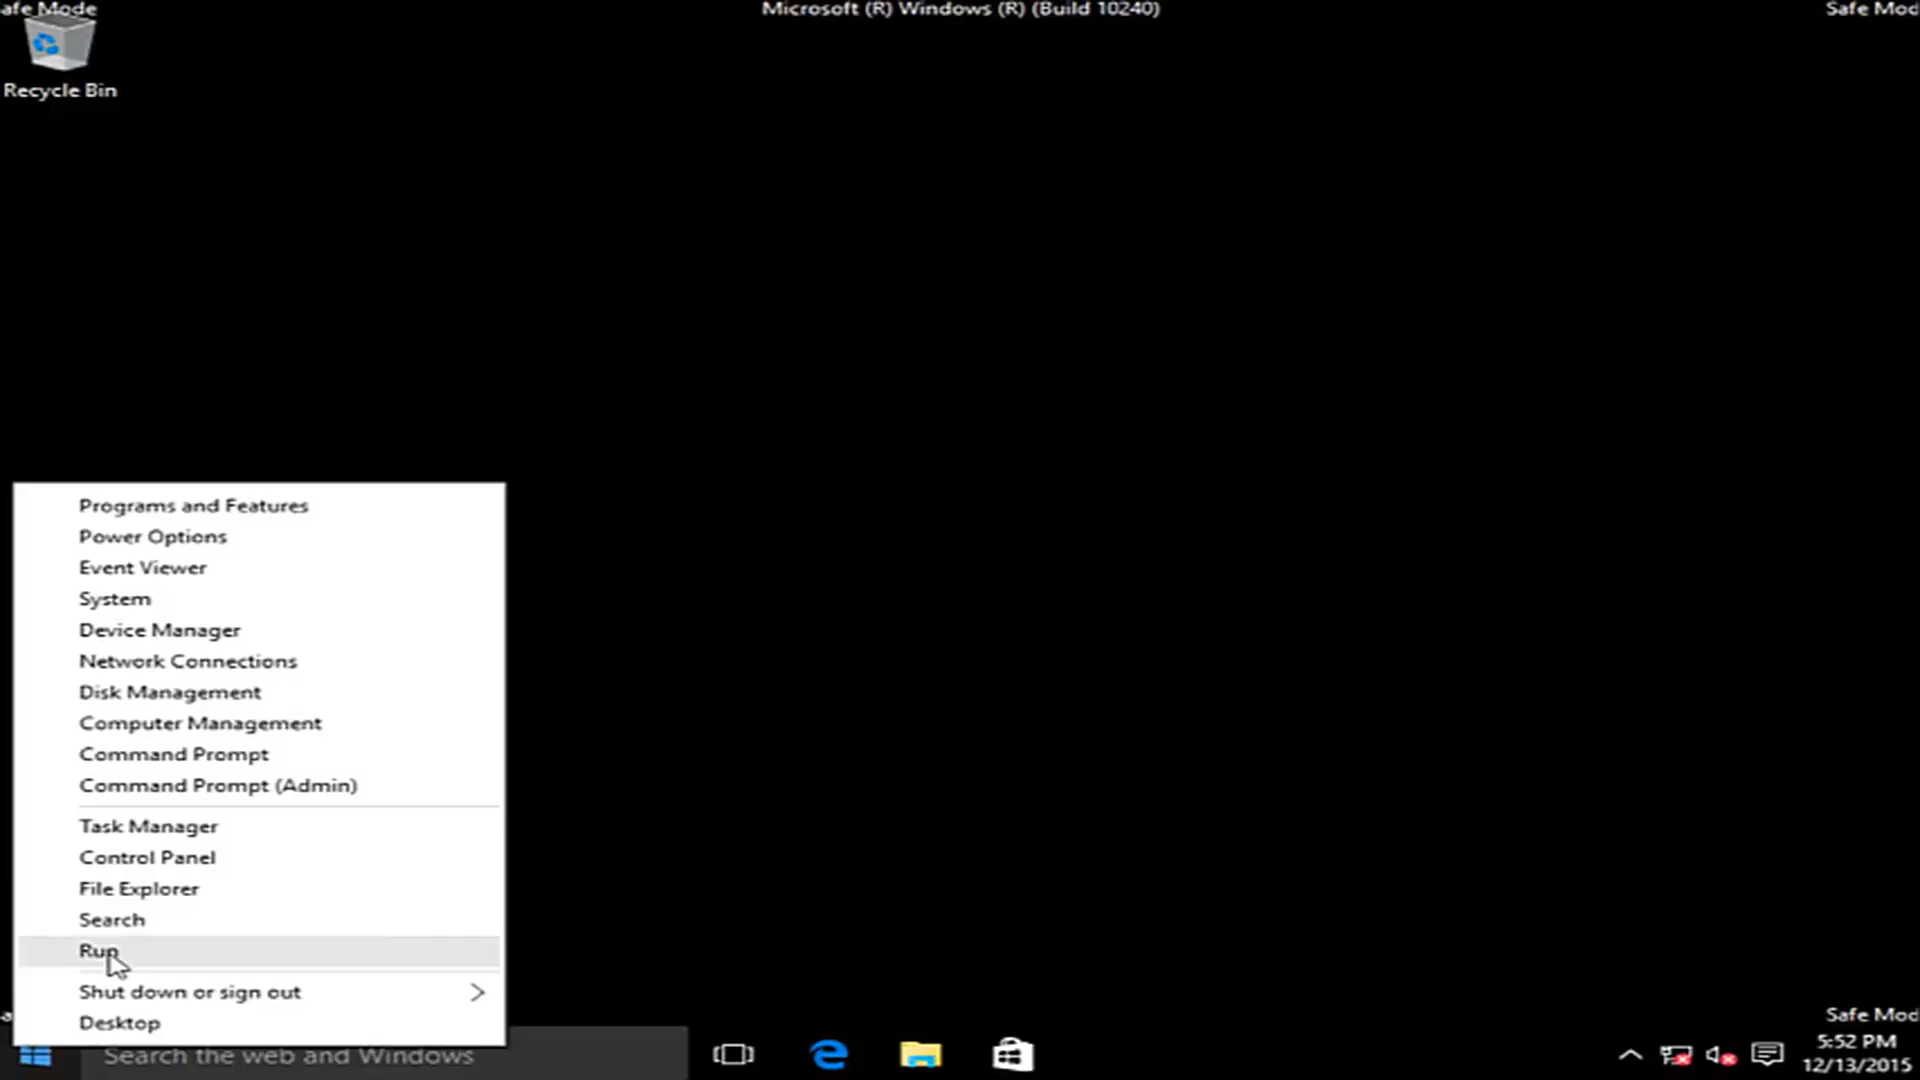 afe Mode
Microsoft (R) Windows (R) (Build 10240)
Safe Mod
Recycle Bin
Programs and Features
Power Options
Event Viewer
System
Device Manager
Network Connections
Disk Management
Computer Management
Command Prompt
Command Prompt (Admin)
Task Manager
Control Panel
File Explorer
Search
Run
Shut down or sign out
Desktop
Safe Mod
Search the web and Windows
5:52 PM
12/13/2015